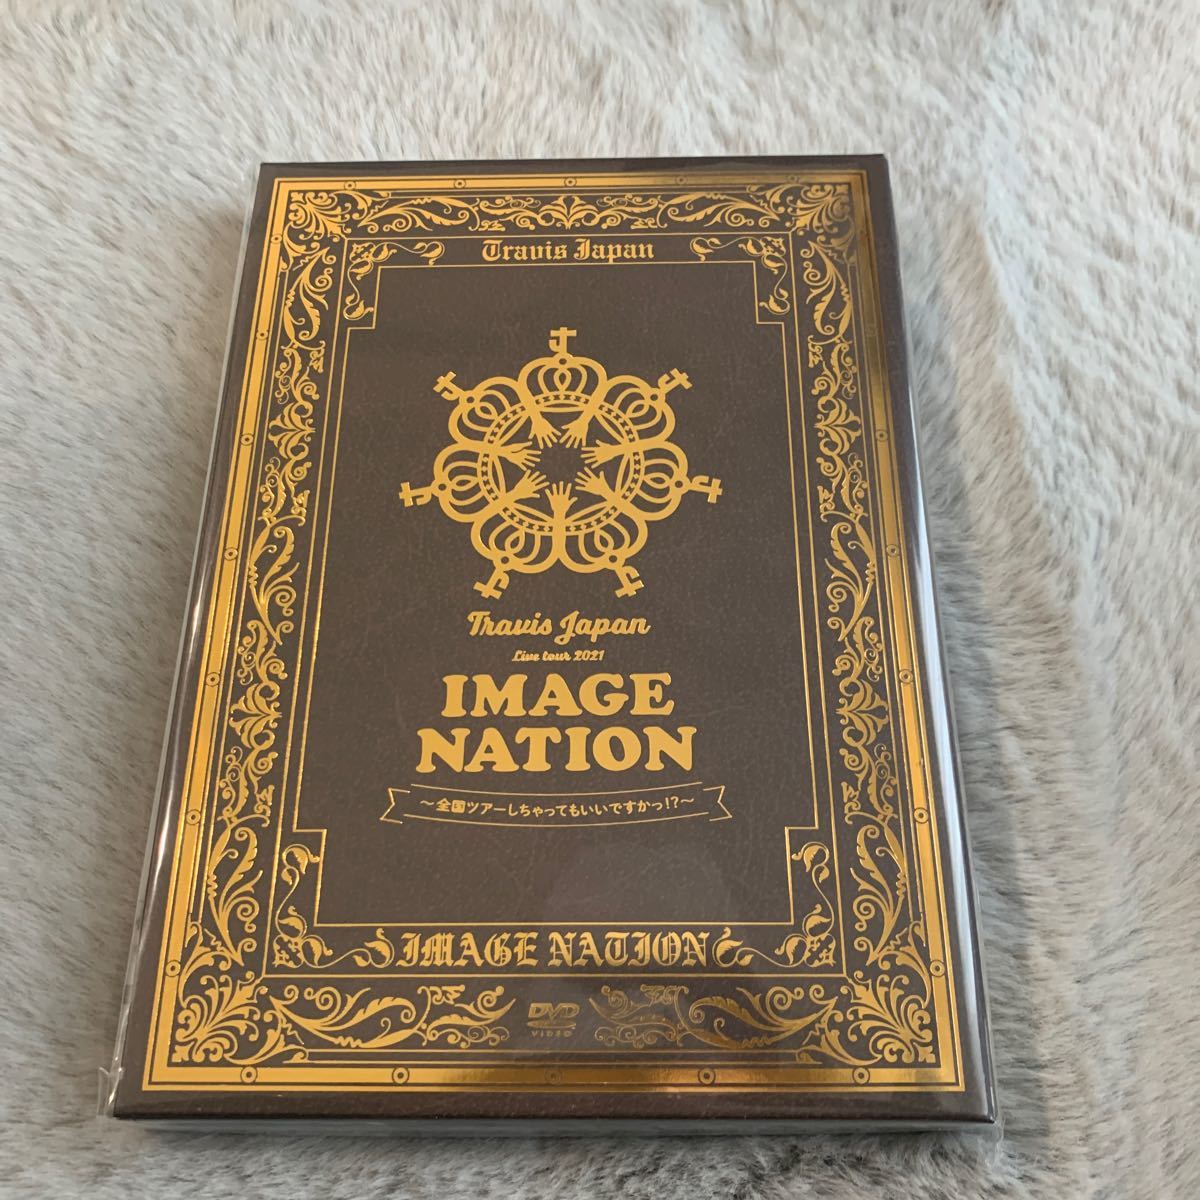 Travis Japan
Travis Japan
Live tour 2021
IMAGE
NATION
～全国ツアーしちゃってもいいですかっ!?～
IMAGE NATION
DVD
VIDEO